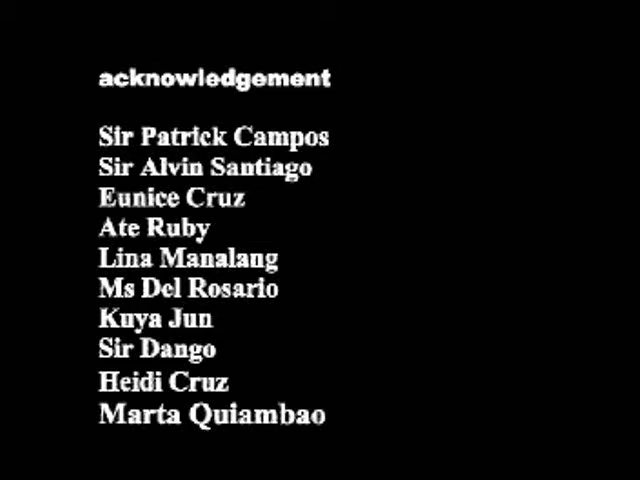 acknowledgement
Sir Patrick Campos
Sir Alvin Santiago
Eunice Cruz
Ate Ruby
Lina Manalang
Ms Del Rosario
Kuya Jun
Sir Dango
Heidi Cruz
Marta Quiambao